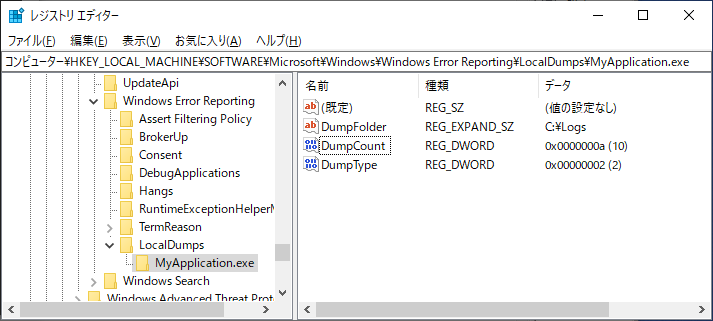 レジストリ エディター
ファイル(F) 編集(E) 表示(V) お気に入り(A) ヘルプ(H)
コンピューター¥HKEY_LOCAL_MACHINE¥SOFTWARE¥Microsoft¥Windows¥Windows Error Reporting¥LocalDumps¥MyApplication.exe
UpdateApi
Windows Error Reporting
Assert Filtering Policy
BrokerUp
Consent
DebugApplications
Hangs
RuntimeExceptionHelperM
TermReason
LocalDumps
MyApplication.exe
Windows Search
Windows Advanced Threat Prote
名前 種類 データ
(既定) REG_SZ (値の設定なし)
DumpFolder REG_EXPAND_SZ C:¥Logs
DumpCount REG_DWORD 0x0000000a (10)
DumpType REG_DWORD 0x00000002 (2)